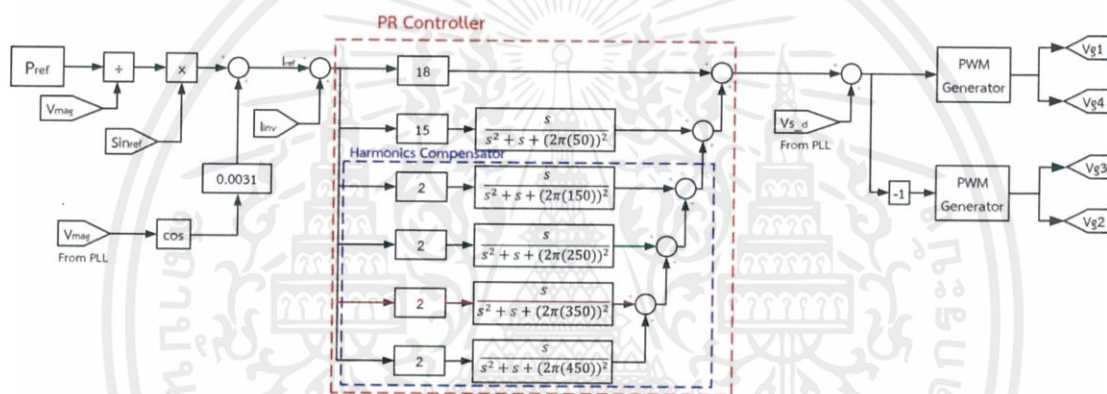 PR Controller
Pref
÷
×
Vmag
Sinref
Iref
Iinv
0.0031
Vmag
From PLL
cos
18
15
s
s² + s + (2π(50))²
Harmonics Compensator
2
s
s² + s + (2π(150))²
2
s
s² + s + (2π(250))²
2
s
s² + s + (2π(350))²
2
s
s² + s + (2π(450))²
Vs_d
From PLL
-1
PWM
Generator
PWM
Generator
Vg1
Vg4
Vg3
Vg2